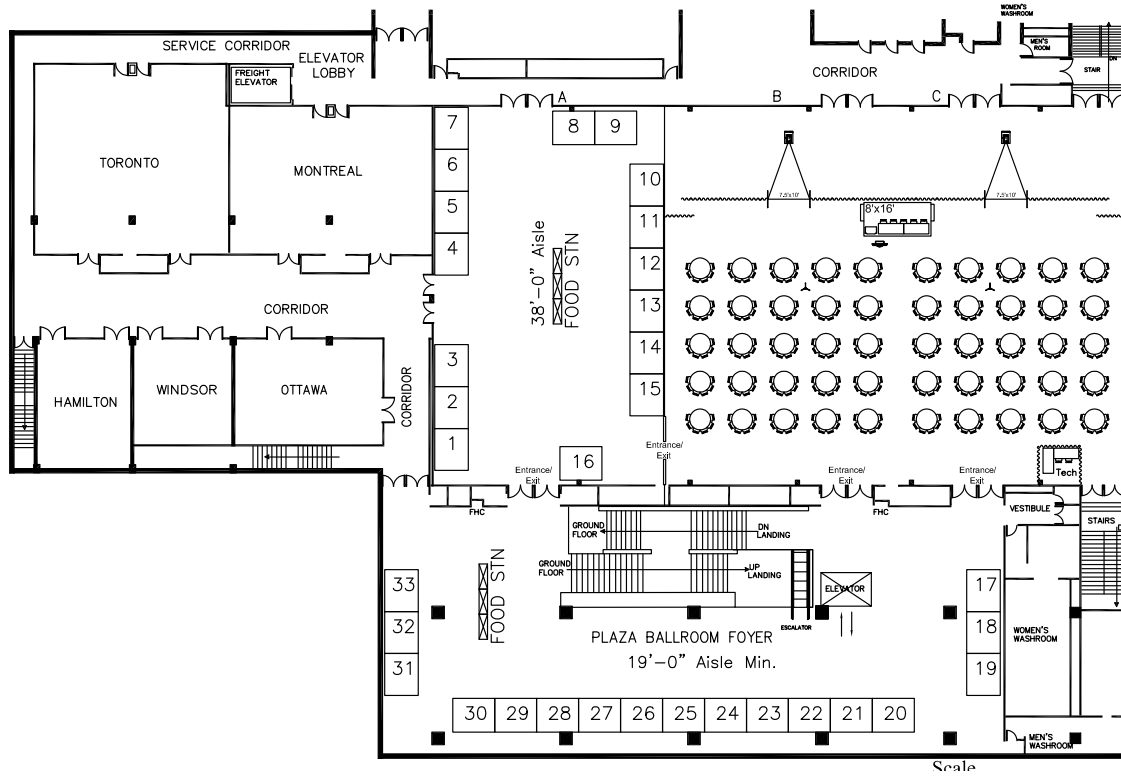 WOMEN'S
WASHROOM
SERVICE CORRIDOR
ELEVATOR
LOBBY
MEN'S
ROOM
DN
FREIGHT
ELEVATOR
CORRIDOR
STAIR
A
B
C
7
8
9
TORONTO
MONTREAL
6
10
7.5'x10'
7.5'x10'
5
11
8'x16'
4
12
38'-0" Aisle
FOOD STN
13
CORRIDOR
14
3
15
HAMILTON
WINDSOR
OTTAWA
CORRIDOR
2
1
Entrance/
Exit
16
Entrance/
Exit
Entrance/
Exit
Entrance/
Exit
Tech
FHC
FHC
VESTIBULE
STAIRS
GROUND
FLOOR
DN
LANDING
GROUND
FLOOR
UP
LANDING
FOOD STN
ELEVATOR
ESCALATOR
33
32
31
17
18
19
WOMEN'S
WASHROOM
PLAZA BALLROOM FOYER
19'-0" Aisle Min.
30 29 28 27 26 25 24 23 22 21 20
MEN'S
WASHROOM
Scale